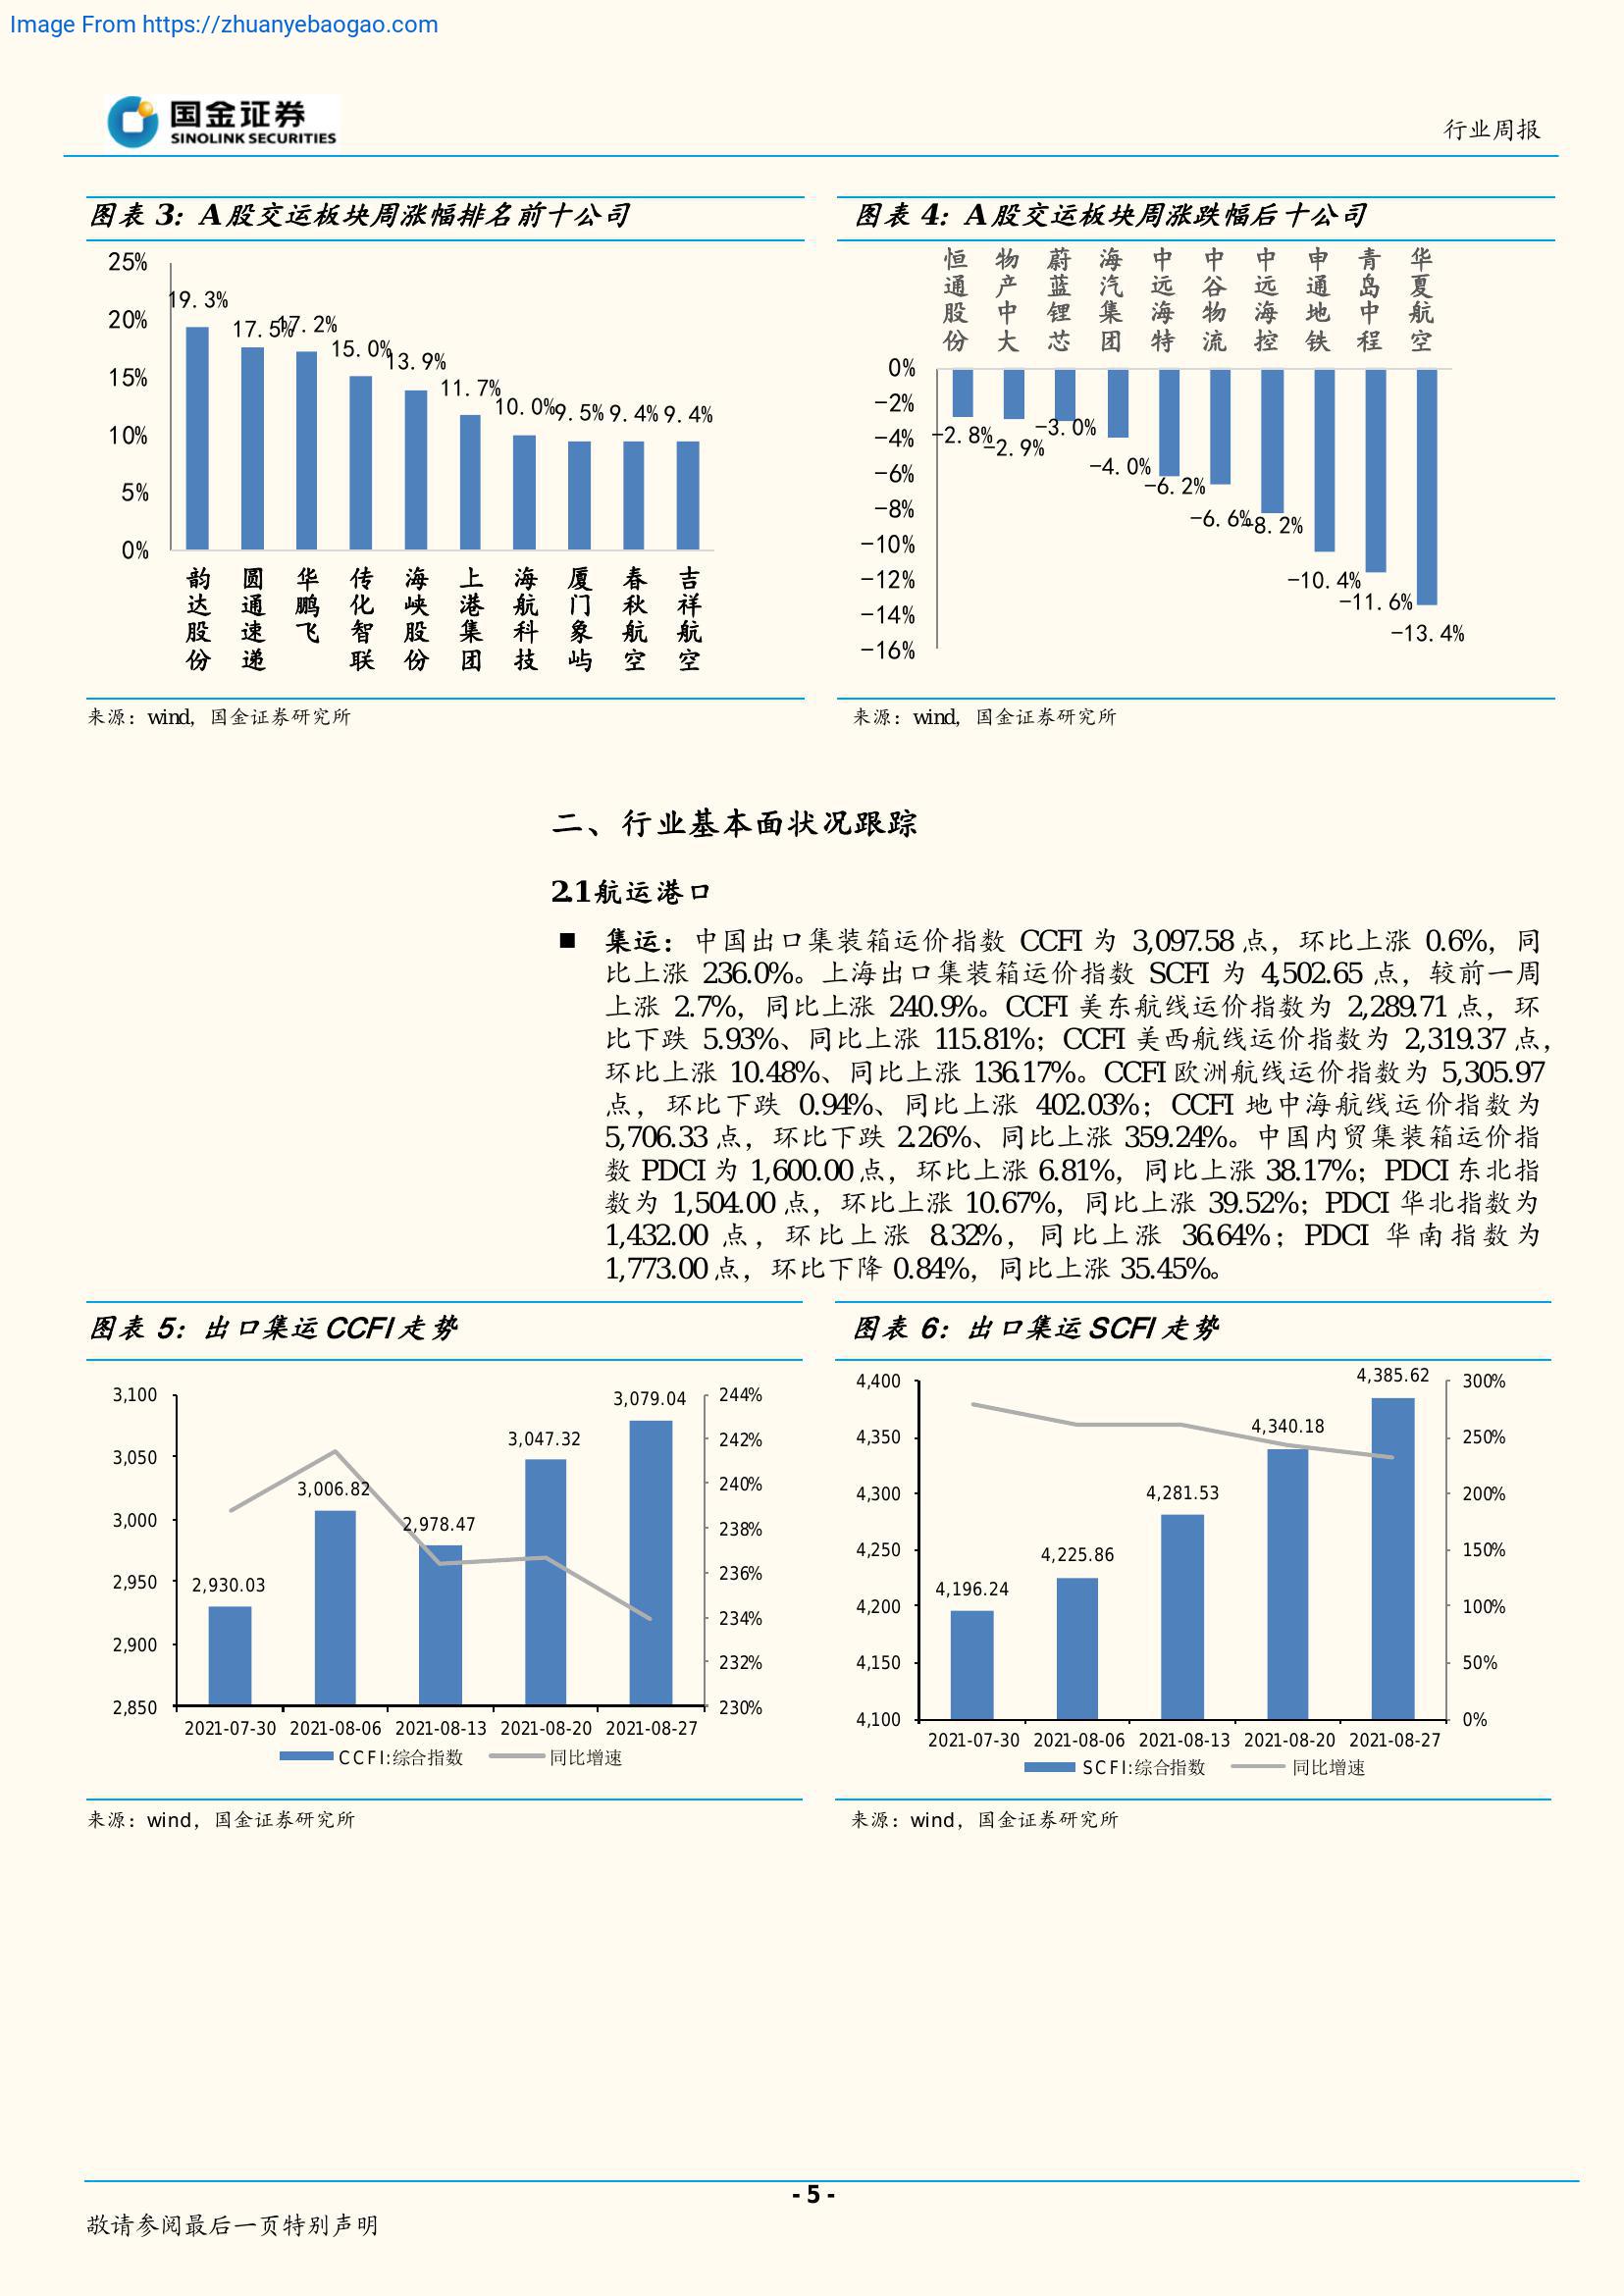 Image From https://zhuanyebaogao.com
国金证券
SINOLINK SECURITIES
行业周报
图表 3：A 股交运板块周涨幅排名前十公司
25%
20%
15%
10%
5%
0%
19.3%
17.5%
17.2%
15.0%
13.9%
11.7%
10.0%
9.5%
9.4%
9.4%
韵达股份
圆通速递
华鹏飞
传化智联
海峡股份
上港集团
海航科技
厦门象屿
春秋航空
吉祥航空
来源：wind，国金证券研究所
图表 4：A 股交运板块周涨跌幅后十公司
恒通股份
物产中大
蔚蓝锂芯
海汽集团
中远海特
中谷物流
中远海控
申通地铁
青岛中程
华夏航空
0%
-2%
-4%
-6%
-8%
-10%
-12%
-14%
-16%
-2.8%
-2.9%
-3.0%
-4.0%
-6.2%
-6.6%
-8.2%
-10.4%
-11.6%
-13.4%
来源：wind，国金证券研究所
二、行业基本面状况跟踪
2.1航运港口
■ 集运：中国出口集装箱运价指数 CCFI 为 3,097.58 点，环比上涨 0.6%，同
比上涨 236.0%。上海出口集装箱运价指数 SCFI 为 4,502.65 点，较前一周
上涨 2.7%，同比上涨 240.9%。CCFI 美东航线运价指数为 2,289.71 点，环
比下跌 5.93%、同比上涨 115.81%；CCFI 美西航线运价指数为 2,319.37 点，
环比上涨 10.48%、同比上涨 136.17%。CCFI 欧洲航线运价指数为 5,305.97
点，环比下跌 0.94%、同比上涨 402.03%；CCFI 地中海航线运价指数为
5,706.33 点，环比下跌 2.26%、同比上涨 359.24%。中国内贸集装箱运价指
数 PDCI 为 1,600.00 点，环比上涨 6.81%，同比上涨 38.17%；PDCI 东北指
数为 1,504.00 点，环比上涨 10.67%，同比上涨 39.52%；PDCI 华北指数为
1,432.00 点，环比上涨 8.32%，同比上涨 36.64%；PDCI 华南指数为
1,773.00 点，环比下降 0.84%，同比上涨 35.45%。
图表 5：出口集运 CCFI 走势
3,100
3,050
3,000
2,950
2,900
2,850
2,930.03
3,006.82
2,978.47
3,047.32
3,079.04
244%
242%
240%
238%
236%
234%
232%
230%
2021-07-30 2021-08-06 2021-08-13 2021-08-20 2021-08-27
CCFI:综合指数 同比增速
来源：wind，国金证券研究所
图表 6：出口集运 SCFI 走势
4,400
4,350
4,300
4,250
4,200
4,150
4,100
4,196.24
4,225.86
4,281.53
4,340.18
4,385.62
300%
250%
200%
150%
100%
50%
0%
2021-07-30 2021-08-06 2021-08-13 2021-08-20 2021-08-27
SCFI:综合指数 同比增速
来源：wind，国金证券研究所
- 5 -
敬请参阅最后一页特别声明